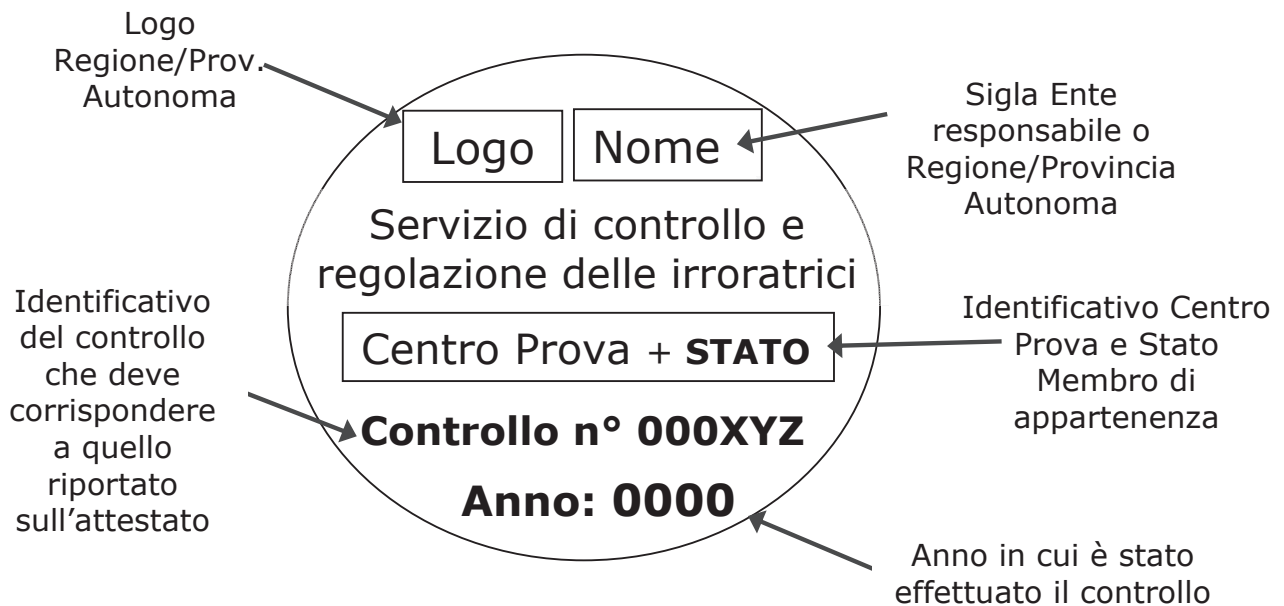 Logo
Regione/Prov.
Autonoma
Logo
Nome
Sigla Ente
responsabile o
Regione/Provincia
Autonoma
Servizio di controllo e
regolazione delle irroratrici
Identificativo
del controllo
che deve
corrispondere
a quello
riportato
sull’attestato
Centro Prova + STATO
Identificativo Centro
Prova e Stato
Membro di
appartenenza
Controllo n° 000XYZ
Anno: 0000
Anno in cui è stato
effettuato il controllo